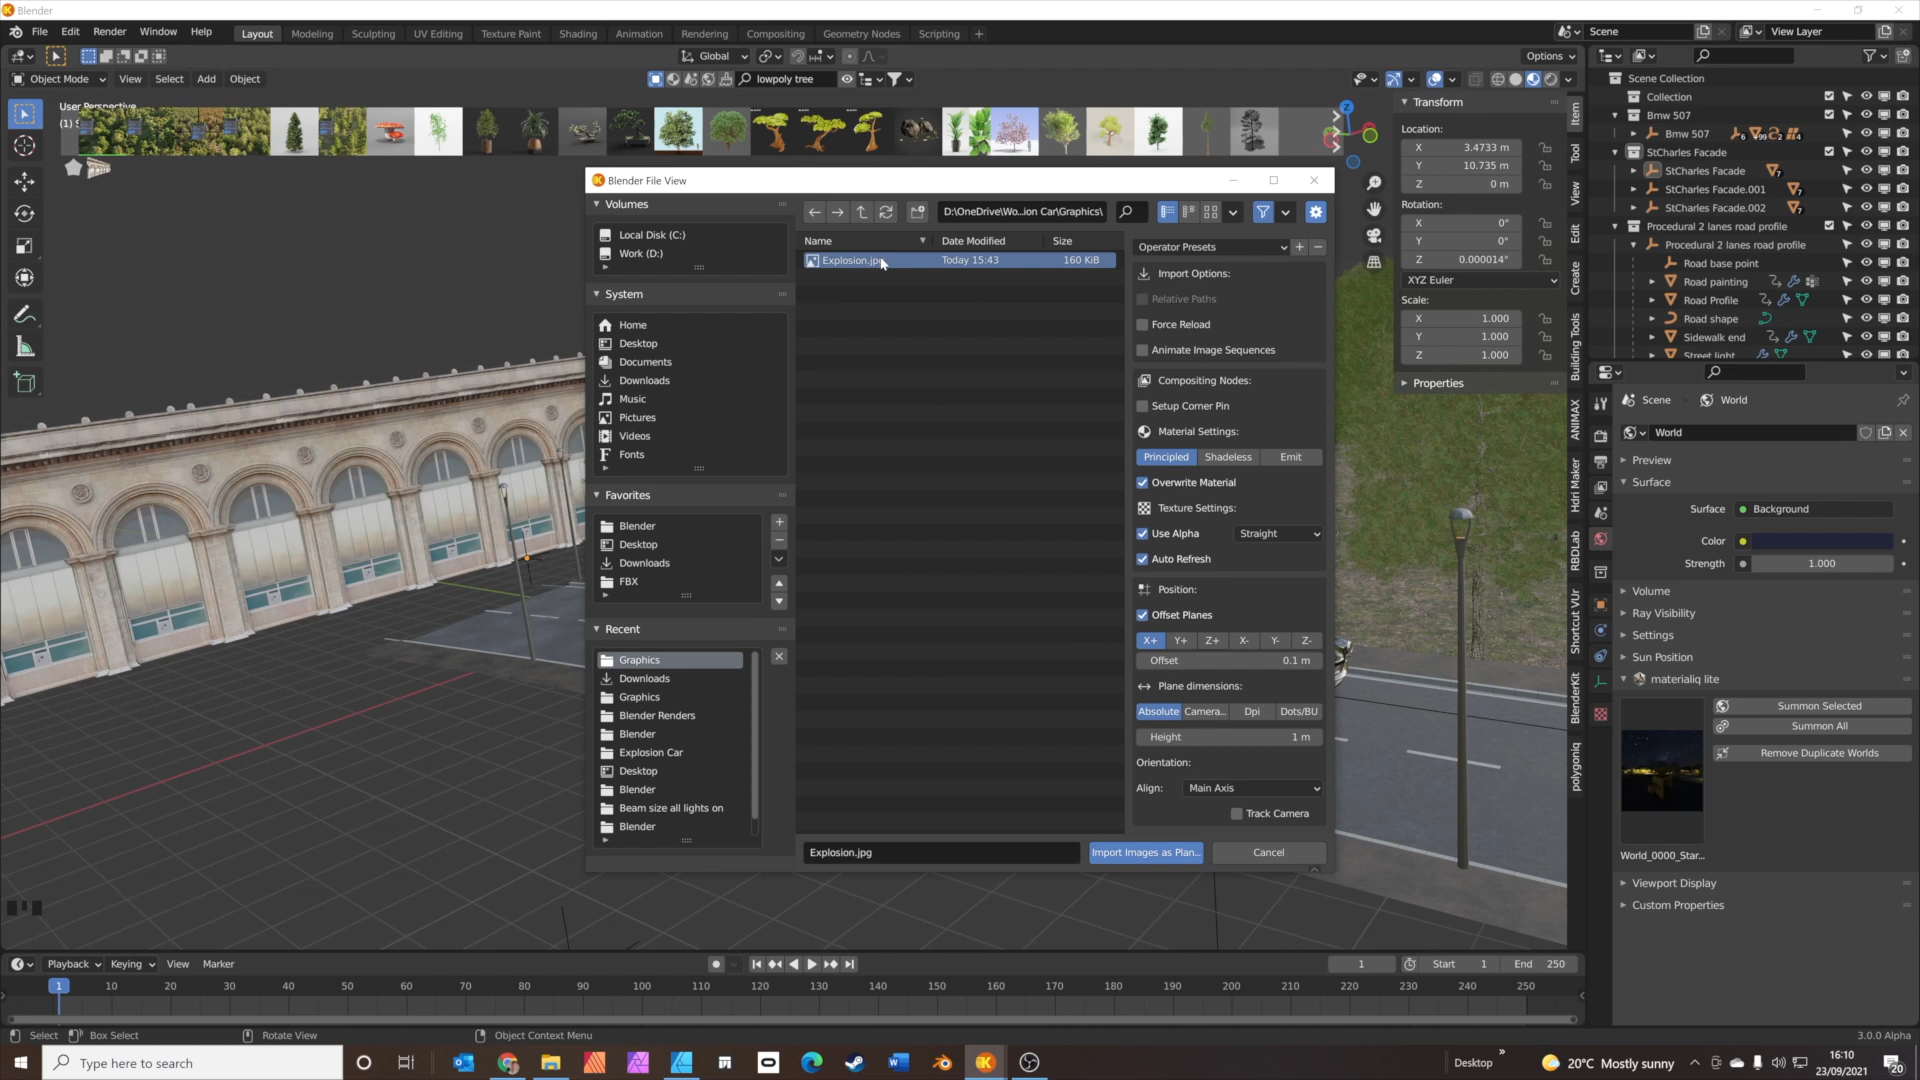 Blender
File Edit Render Window Help Layout Modeling Sculpting UV Editing Texture Paint Shading Animation Rendering Compositing Geometry Nodes Scripting + Scene View Layer
Global Options
Object Mode View Select Add Object lowpoly tree
User Perspective
(1) S
Blender File View
Volumes
Local Disk (C:)
Work (D:)
System
Home
Desktop
Documents
Downloads
Music
Pictures
Videos
Fonts
Favorites
Blender
Desktop
Downloads
FBX
Recent
Graphics
Downloads
Graphics
Blender Renders
Blender
Explosion Car
Desktop
Blender
Beam size all lights on
Blender
D:\OneDrive\Wo...ion Car\Graphics\
Name Date Modified Size
Explosion.jpg Today 15:43 160 KiB
Explosion.jpg
Operator Presets
Import Options:
Relative Paths
Force Reload
Animate Image Sequences
Compositing Nodes:
Setup Corner Pin
Material Settings:
Principled Shadeless Emit
Overwrite Material
Texture Settings:
Use Alpha Straight
Auto Refresh
Position:
Offset Planes
X+ Y+ Z+ X- Y- Z-
Offset 0.1 m
Plane dimensions:
Absolute Camera... Dpi Dots/BU
Height 1 m
Orientation:
Align: Main Axis
Track Camera
Import Images as Plan... Cancel
Z
Transform
Location:
X 3.4733 m
Y 10.735 m
Z 0 m
Rotation:
X 0°
Y 0°
Z 0.000014°
XYZ Euler
Scale:
X 1.000
Y 1.000
Z 1.000
Properties
Item
Tool
View
Edit
Create
Building Tools
ANIMAX
Hdri Maker
RBDLab
Shortcut VUr
BlenderKit
polygoniq
Scene Collection
Collection
Bmw 507
Bmw 507 6 99 2 4
StCharles Facade
StCharles Facade 7
StCharles Facade.001 7
StCharles Facade.002 7
Procedural 2 lanes road profile
Procedural 2 lanes road profile
Road base point
Road painting
Road Profile
Road shape
Sidewalk end
Street light
Scene World
World
Preview
Surface
Surface Background
Color
Strength 1.000
Volume
Ray Visibility
Settings
Sun Position
materialiq lite
Summon Selected
Summon All
Remove Duplicate Worlds
World_0000_Star...
Viewport Display
Custom Properties
Playback Keying View Marker 1 Start 1 End 250
1 10 20 30 40 50 60 70 80 90 100 110 120 130 140 150 160 170 180 190 200 210 220 230 240 250
Select Box Select Rotate View Object Context Menu 3.0.0 Alpha
Type here to search Desktop 20°C Mostly sunny 16:10
23/09/2021 20